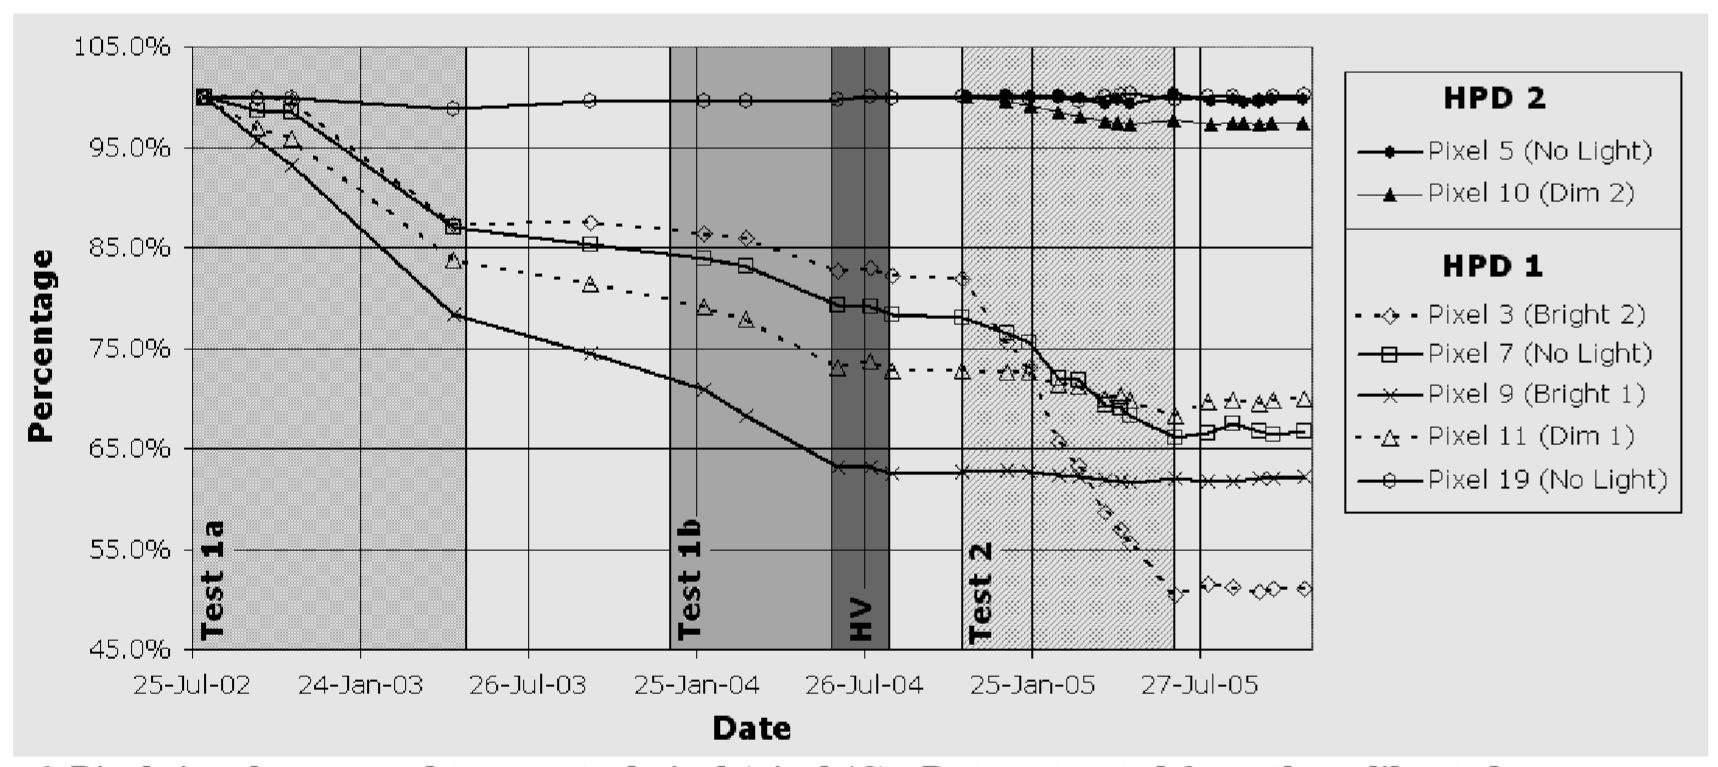 105.0%
95.0%
85.0%
75.0%
65.0%
55.0%
45.0%
Percentage
Test 1a
Test 1b
HV
Test 2
25-Jul-02
24-Jan-03
26-Jul-03
25-Jan-04
26-Jul-04
25-Jan-05
27-Jul-05
Date
HPD 2
Pixel 5 (No Light)
Pixel 10 (Dim 2)
HPD 1
Pixel 3 (Bright 2)
Pixel 7 (No Light)
Pixel 9 (Bright 1)
Pixel 11 (Dim 1)
Pixel 19 (No Light)